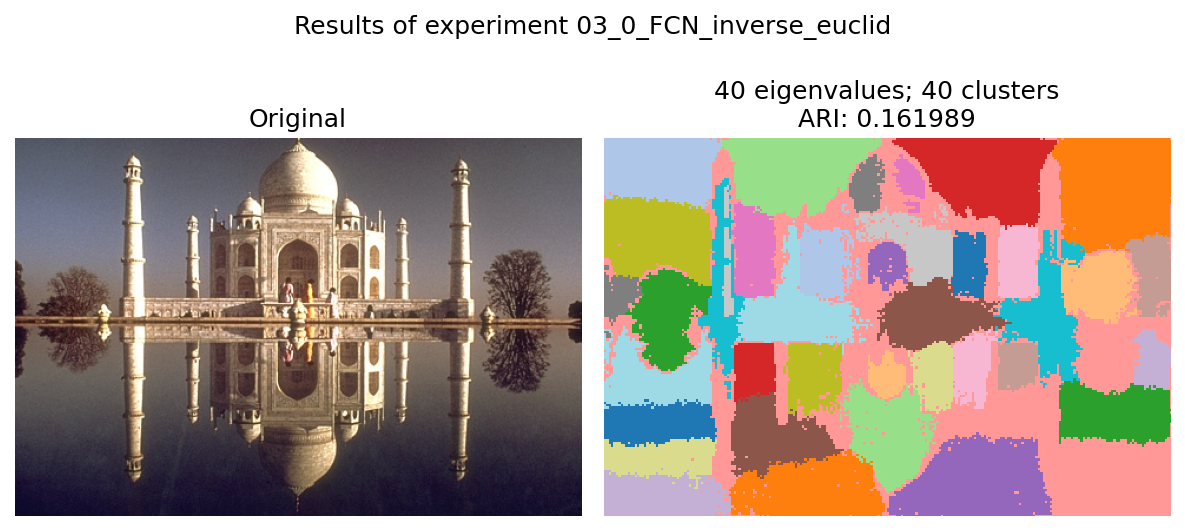 Results of experiment 03_0_FCN_inverse_euclid
Original
40 eigenvalues; 40 clusters
ARI: 0.161989